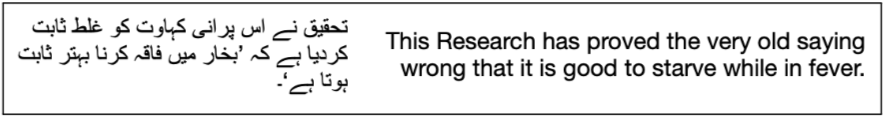 تحقیق نے اس پرانی کہاوت کو غلط ثابت
کردیا ہے کہ ’بخار میں فاقہ کرنا بہتر ثابت
ہوتا ہے‘۔
This Research has proved the very old saying
wrong that it is good to starve while in fever.